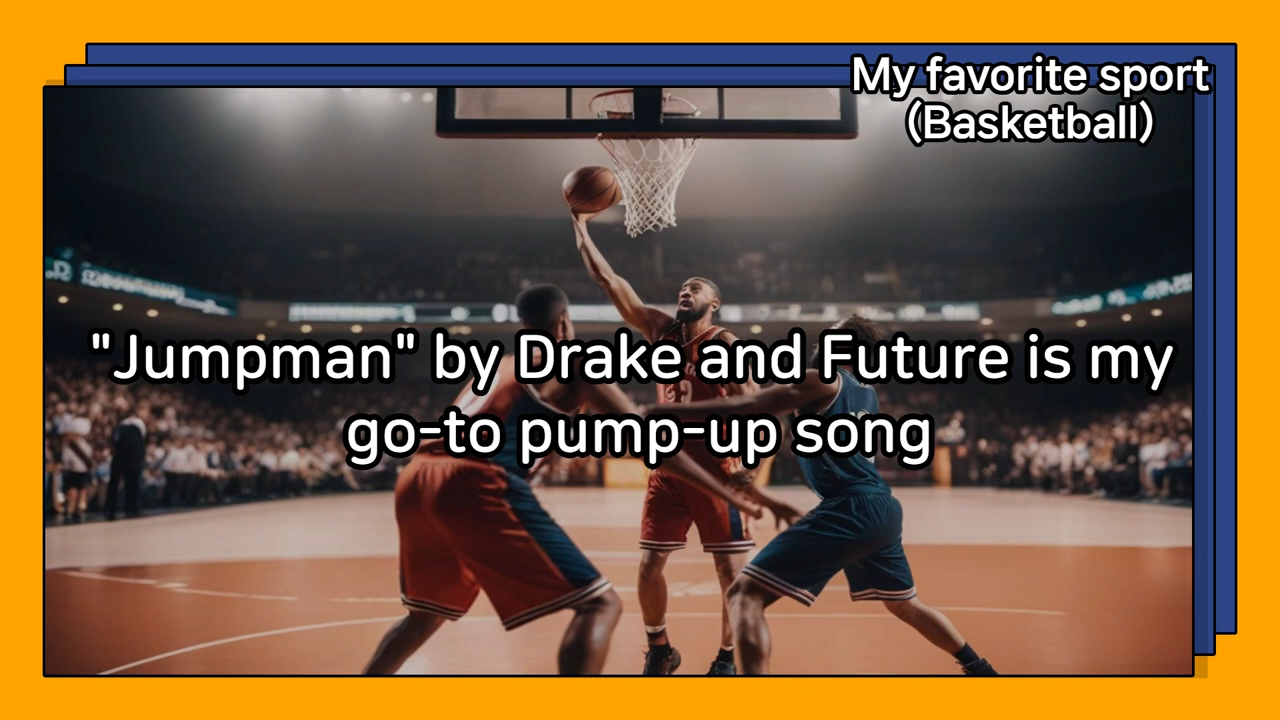 My favorite sport
(Basketball)
"Jumpman" by Drake and Future is my
go-to pump-up song